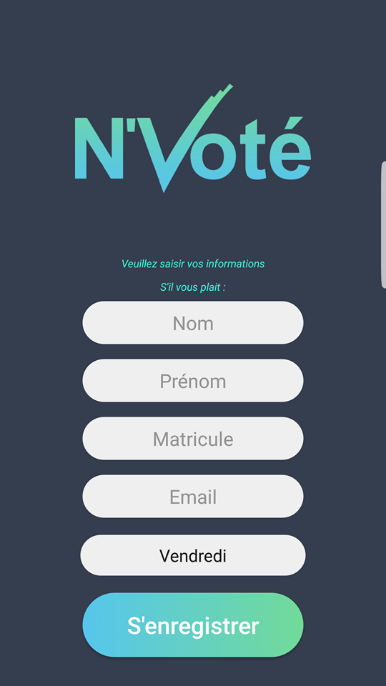 N'Voté
Veuillez saisir vos informations
S'il vous plait :
Nom
Prénom
Matricule
Email
Vendredi
S'enregistrer